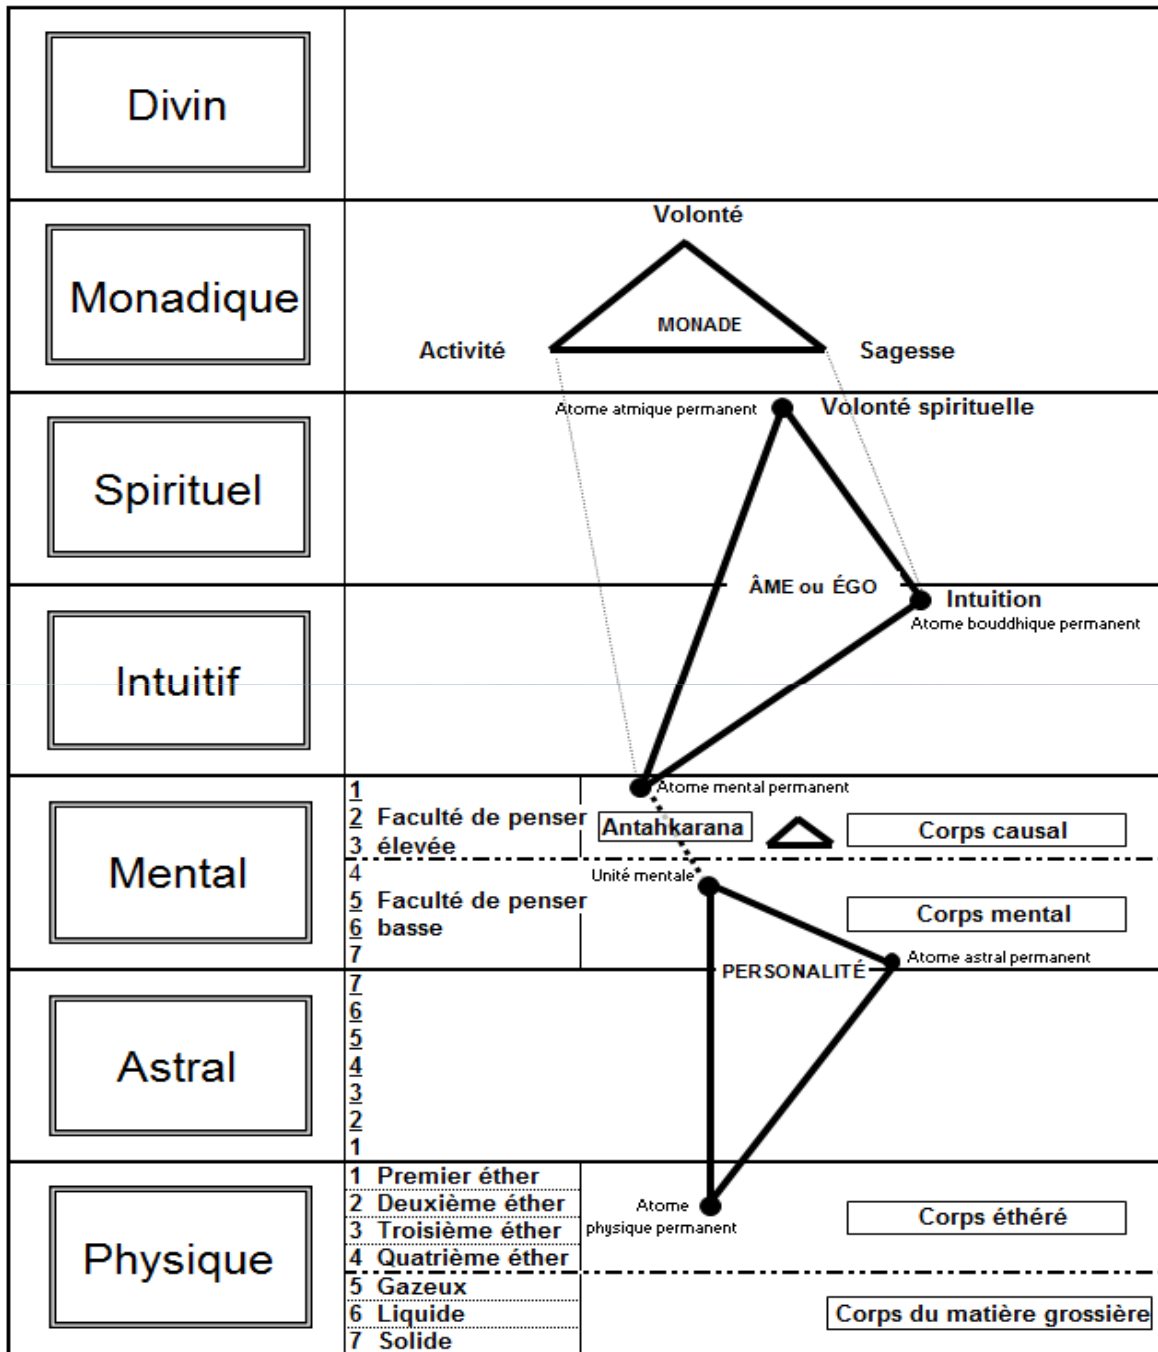 Divin
Monadique
Volonté
MONADE
Activité
Sagesse
Spirituel
Atome atmique permanent
Volonté spirituelle
ÂME ou ÉGO
Intuitif
Intuition
Atome bouddhique permanent
Mental
1
2 Faculté de penser
3 élevée
Atome mental permanent
Antahkarana
Corps causal
4
5 Faculté de penser
6 basse
7
Unité mentale
Corps mental
Atome astral permanent
PERSONALITÉ
Astral
7
6
5
4
3
2
1
Physique
1 Premier éther
2 Deuxième éther
3 Troisième éther
4 Quatrième éther
5 Gazeux
6 Liquide
7 Solide
Atome
physique permanent
Corps éthéré
Corps du matière grossière